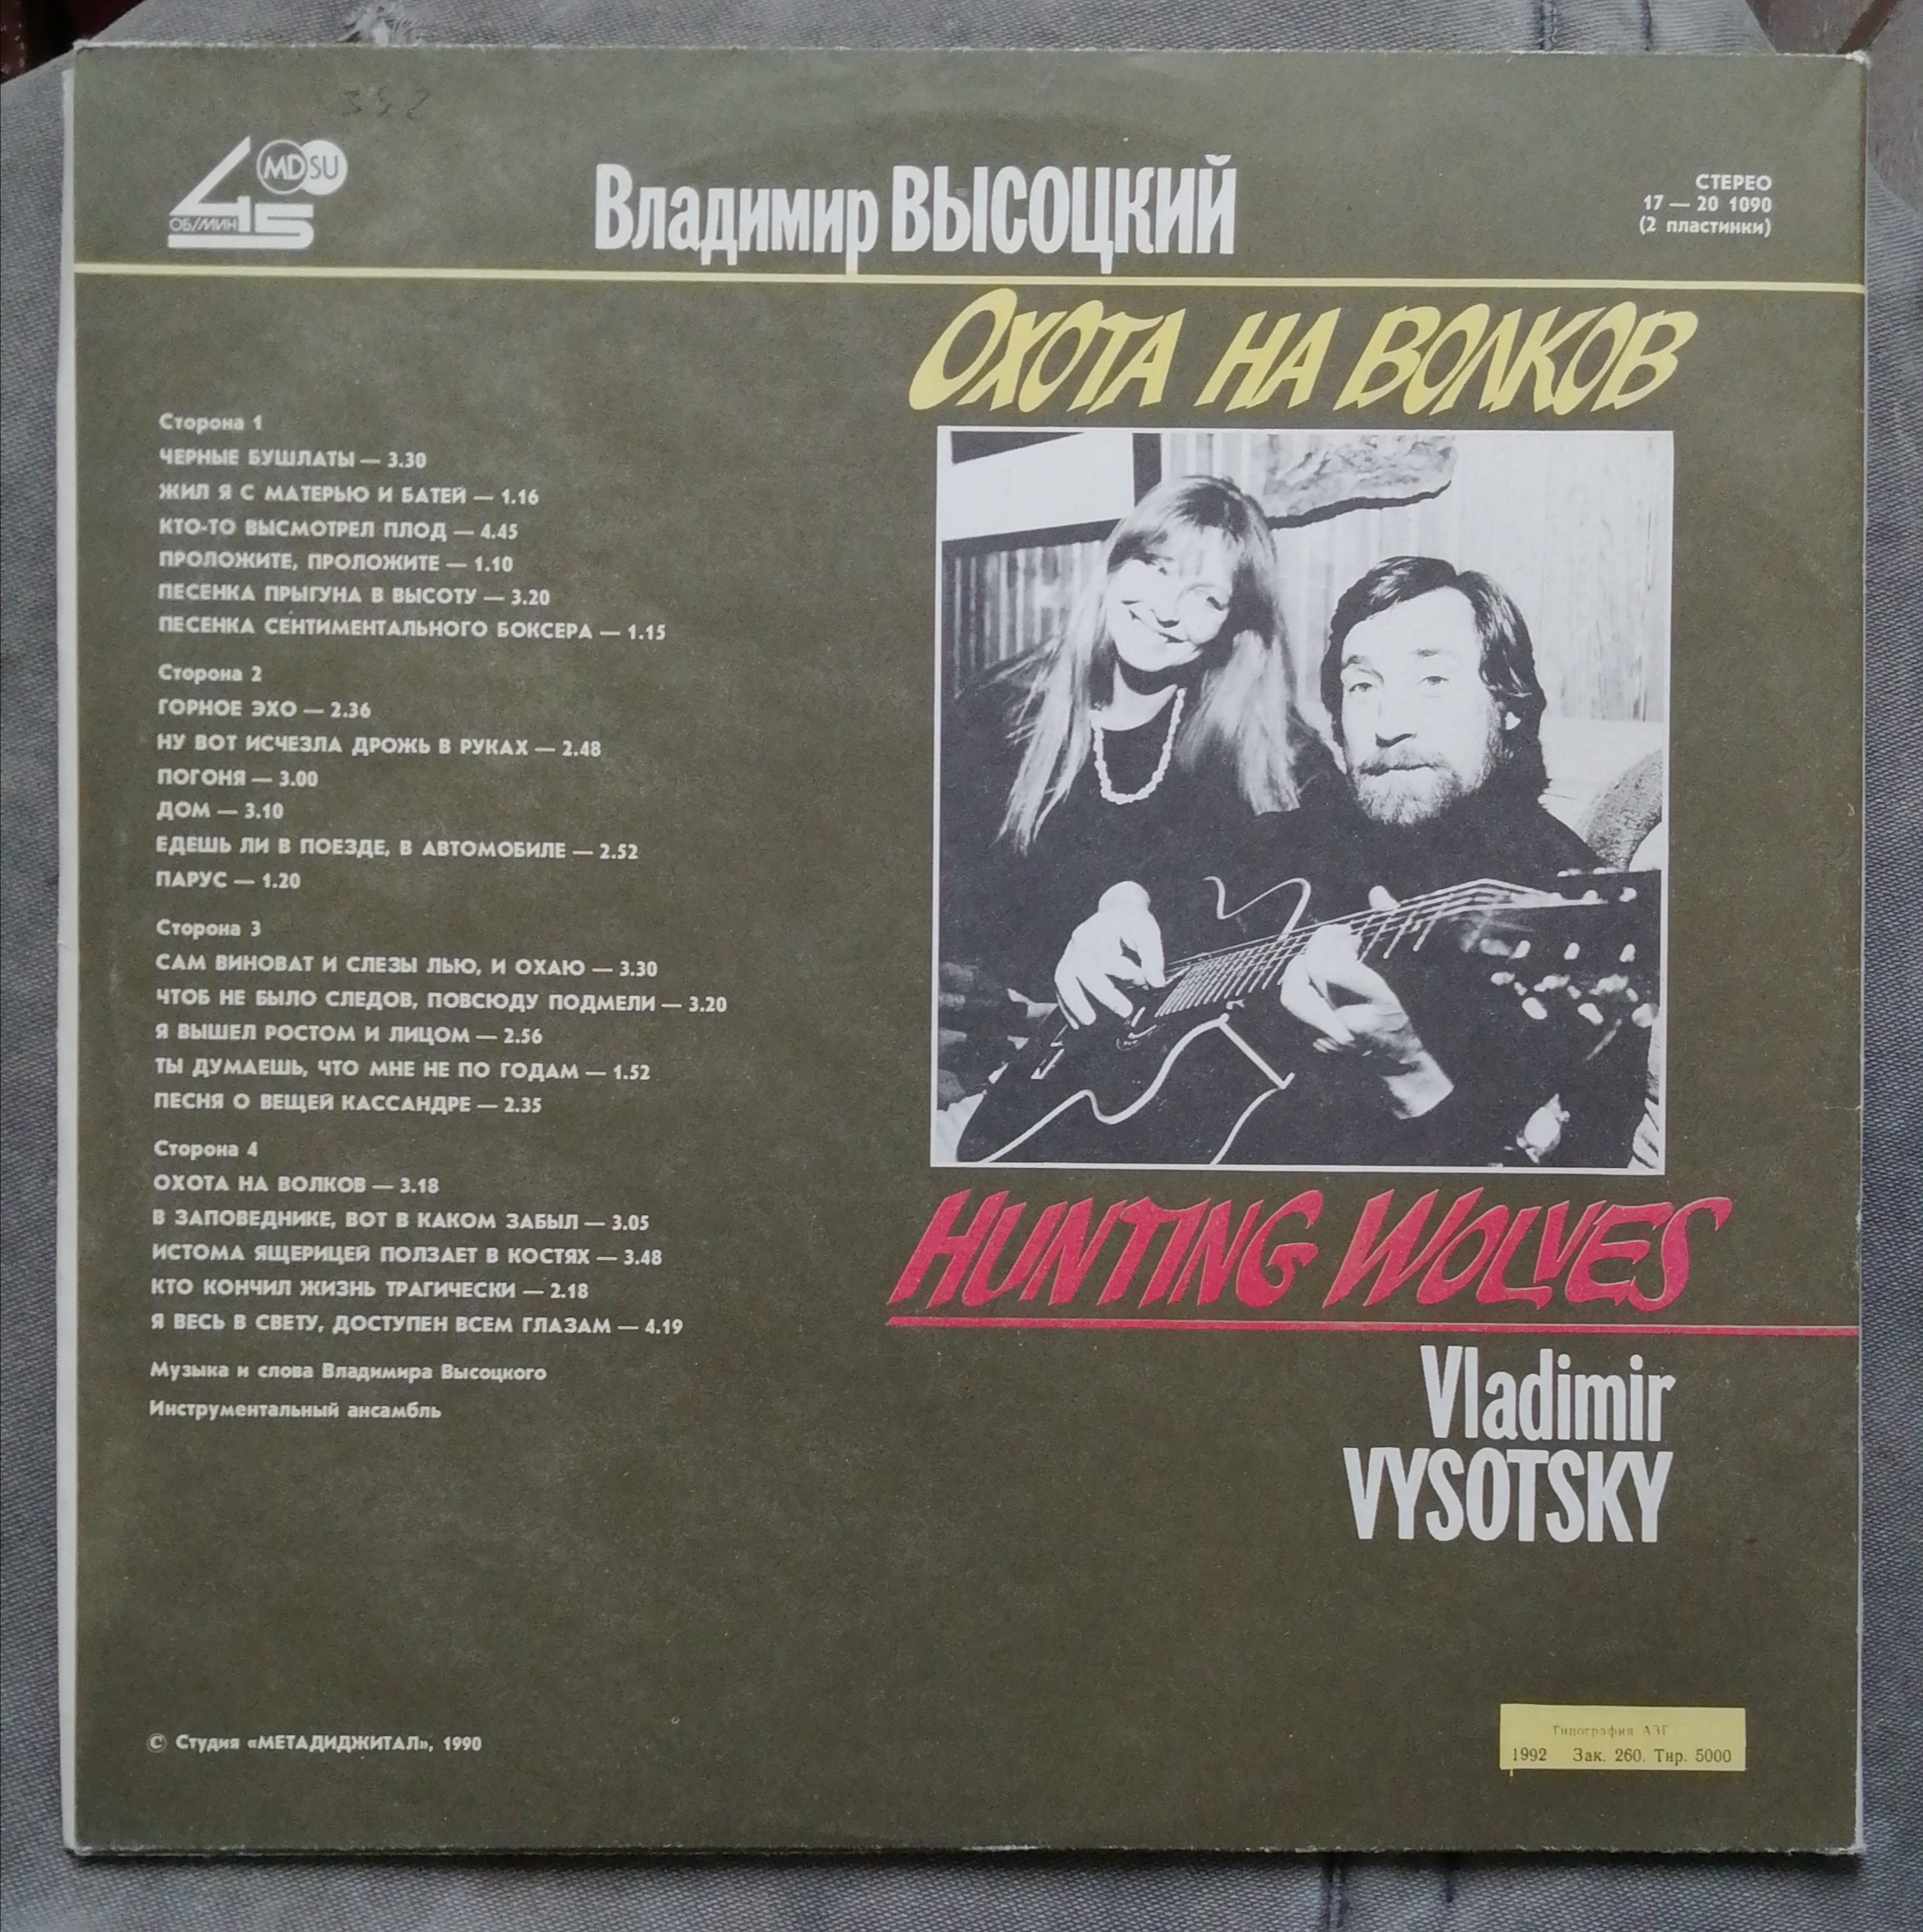 352
MD SU
45
ОБ/МИН
Владимир ВЫСОЦКИЙ
СТЕРЕО
17 — 20 1090
(2 пластинки)
ОХОТА НА ВОЛКОВ
Сторона 1
ЧЕРНЫЕ БУШЛАТЫ — 3.30
ЖИЛ Я С МАТЕРЬЮ И БАТЕЙ — 1.16
КТО-ТО ВЫСМОТРЕЛ ПЛОД — 4.45
ПРОЛОЖИТЕ, ПРОЛОЖИТЕ — 1.10
ПЕСЕНКА ПРЫГУНА В ВЫСОТУ — 3.20
ПЕСЕНКА СЕНТИМЕНТАЛЬНОГО БОКСЕРА — 1.15
Сторона 2
ГОРНОЕ ЭХО — 2.36
НУ ВОТ ИСЧЕЗЛА ДРОЖЬ В РУКАХ — 2.48
ПОГОНЯ — 3.00
ДОМ — 3.10
ЕДЕШЬ ЛИ В ПОЕЗДЕ, В АВТОМОБИЛЕ — 2.52
ПАРУС — 1.20
Сторона 3
САМ ВИНОВАТ И СЛЕЗЫ ЛЬЮ, И ОХАЮ — 3.30
ЧТОБ НЕ БЫЛО СЛЕДОВ, ПОВСЮДУ ПОДМЕЛИ — 3.20
Я ВЫШЕЛ РОСТОМ И ЛИЦОМ — 2.56
ТЫ ДУМАЕШЬ, ЧТО МНЕ НЕ ПО ГОДАМ — 1.52
ПЕСНЯ О ВЕЩЕЙ КАССАНДРЕ — 2.35
Сторона 4
ОХОТА НА ВОЛКОВ — 3.18
В ЗАПОВЕДНИКЕ, ВОТ В КАКОМ ЗАБЫЛ — 3.05
ИСТОМА ЯЩЕРИЦЕЙ ПОЛЗАЕТ В КОСТЯХ — 3.48
КТО КОНЧИЛ ЖИЗНЬ ТРАГИЧЕСКИ — 2.18
Я ВЕСЬ В СВЕТУ, ДОСТУПЕН ВСЕМ ГЛАЗАМ — 4.19
Музыка и слова Владимира Высоцкого
Инструментальный ансамбль
HUNTING WOLVES
Vladimir
VYSOTSKY
© Студия «МЕТАДИДЖИТАЛ», 1990
Типография АЗГ
1992 Зак. 260. Тир. 5000